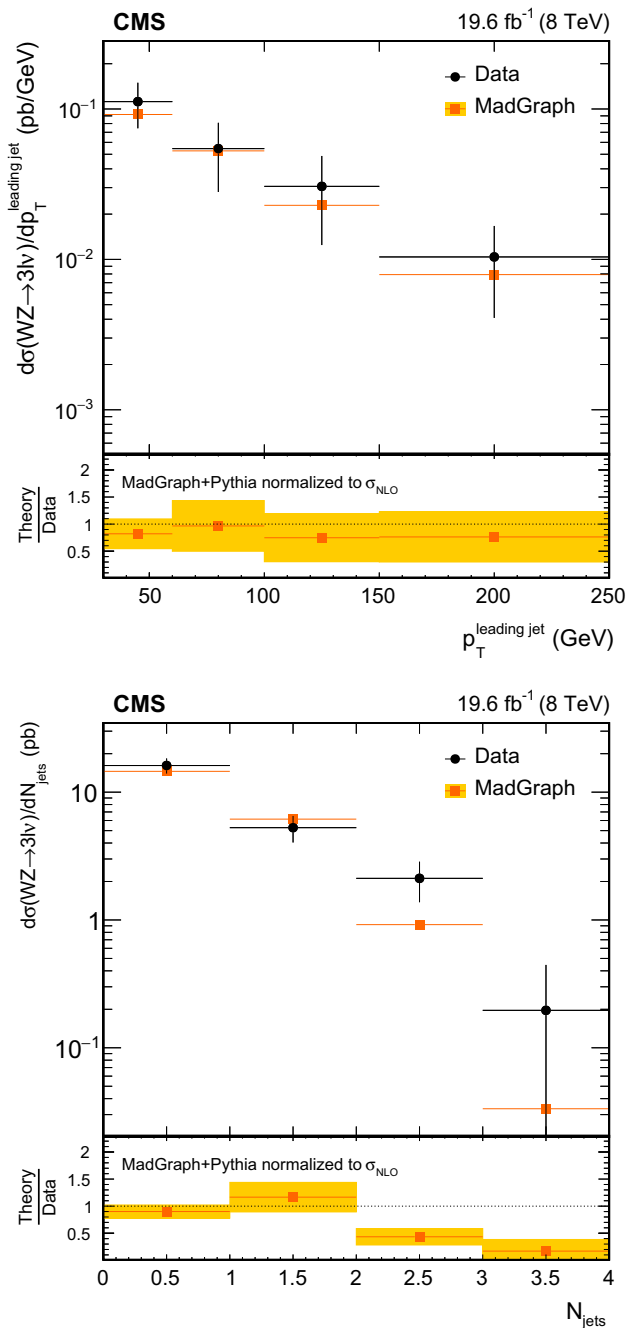 CMS 19.6 fb⁻¹ (8 TeV)
dσ(WZ→3lν)/dp_T^{leading jet} (pb/GeV)
10⁻¹
10⁻²
10⁻³
Data
MadGraph
Theory
Data
2
1.5
1
0.5
MadGraph+Pythia normalized to σ_NLO
50 100 150 200 250
p_T^{leading jet} (GeV)
CMS 19.6 fb⁻¹ (8 TeV)
dσ(WZ→3lν)/dN_jets (pb)
10
1
10⁻¹
Data
MadGraph
Theory
Data
2
1.5
1
0.5
MadGraph+Pythia normalized to σ_NLO
0 0.5 1 1.5 2 2.5 3 3.5 4
N_jets